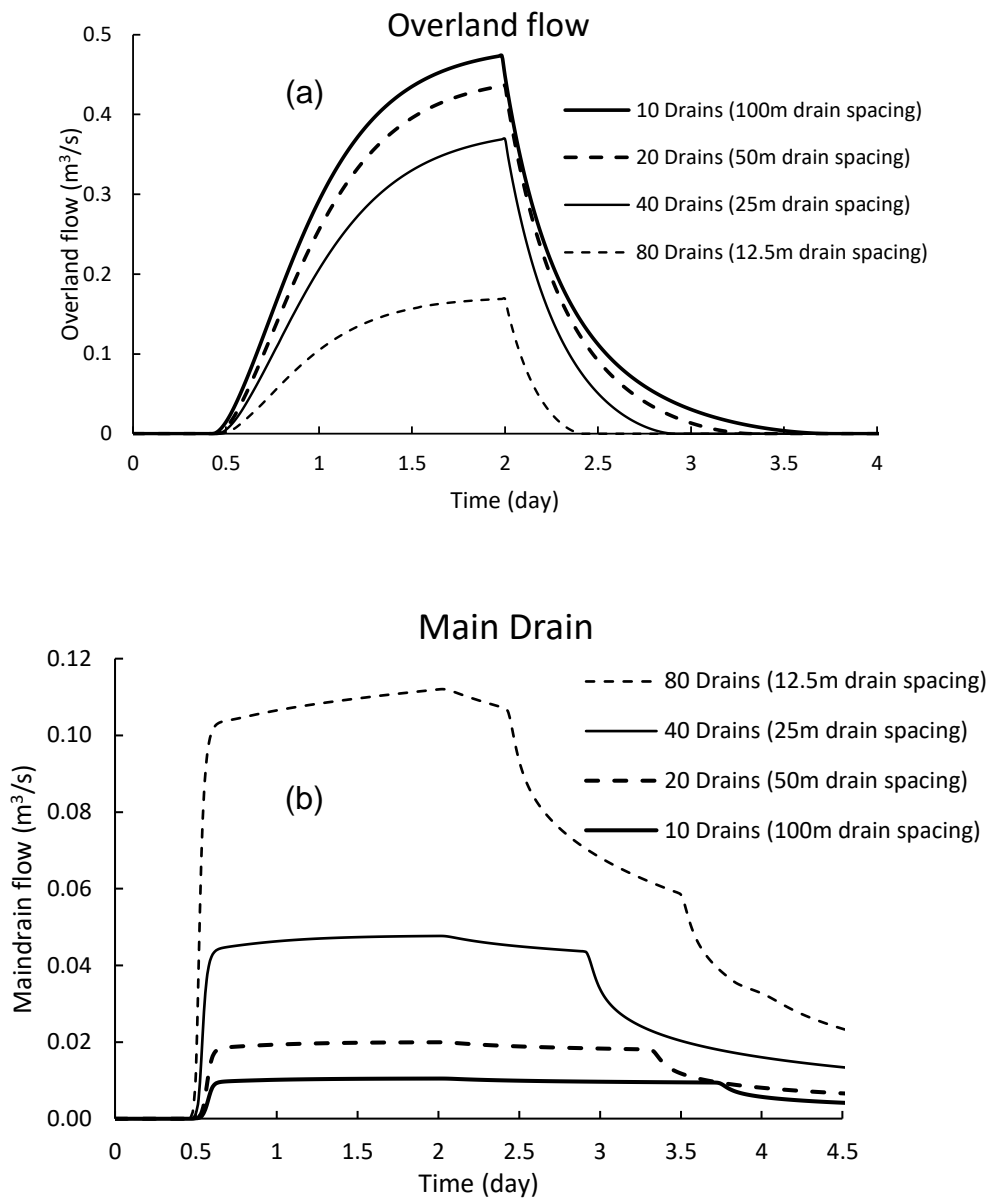 Overland flow
0.5
0.4
0.3
0.2
0.1
0
Overland flow (m³/s)
(a)
10 Drains (100m drain spacing)
20 Drains (50m drain spacing)
40 Drains (25m drain spacing)
80 Drains (12.5m drain spacing)
0 0.5 1 1.5 2 2.5 3 3.5 4
Time (day)
Main Drain
0.12
0.10
0.08
0.06
0.04
0.02
0.00
Maindrain flow (m³/s)
(b)
80 Drains (12.5m drain spacing)
40 Drains (25m drain spacing)
20 Drains (50m drain spacing)
10 Drains (100m drain spacing)
0 0.5 1 1.5 2 2.5 3 3.5 4 4.5
Time (day)